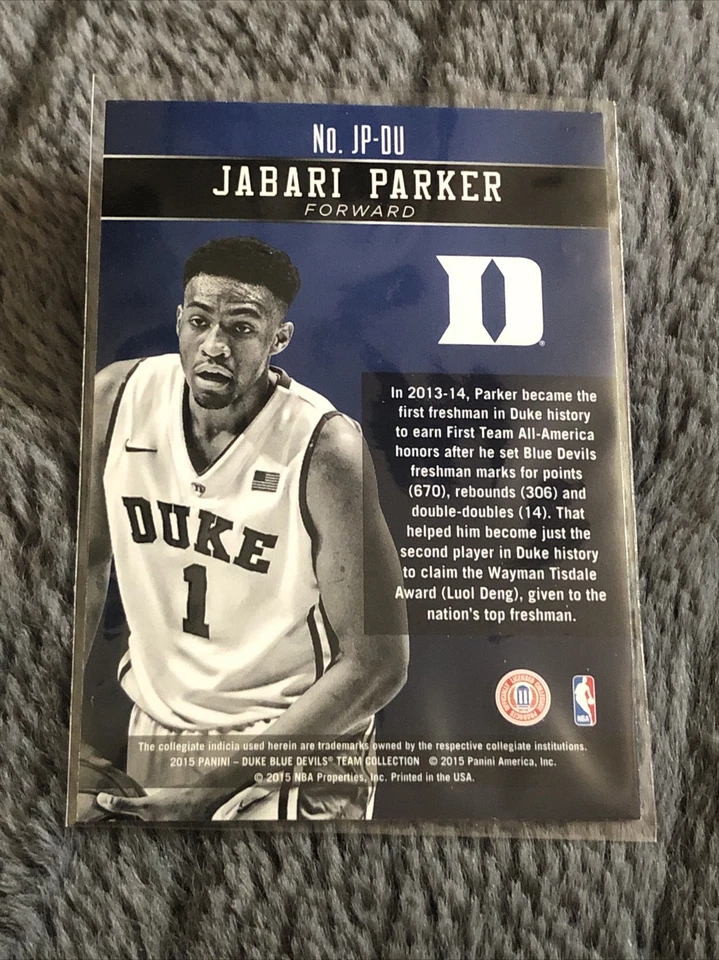 No. JP-DU
JABARI PARKER
FORWARD
D
®
In 2013-14, Parker became the
first freshman in Duke history
to earn First Team All-America
honors after he set Blue Devils
freshman marks for points
(670), rebounds (306) and
double-doubles (14). That
helped him become just the
second player in Duke history
to claim the Wayman Tisdale
Award (Luol Deng), given to the
nation's top freshman.
DUKE
1
OFFICIALLY LICENSED COLLEGIATE PRODUCTS
NBA
The collegiate indicia used herein are trademarks owned by the respective collegiate institutions.
2015 PANINI – DUKE BLUE DEVILS® TEAM COLLECTION © 2015 Panini America, Inc.
© 2015 NBA Properties, Inc. Printed in the USA.